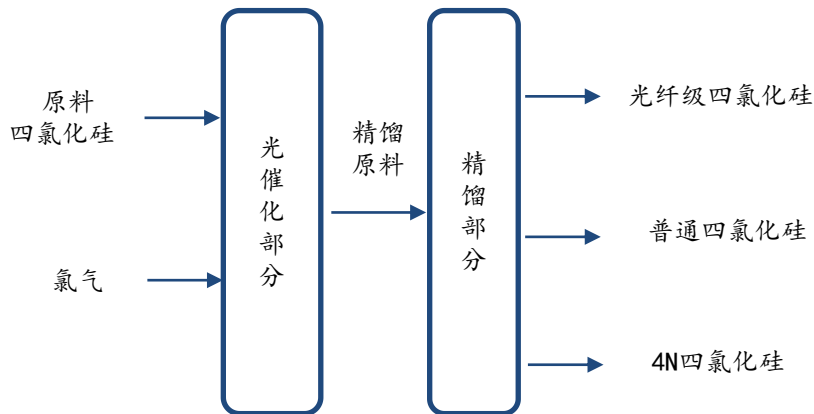 原料
四氯化硅
氯气
光催化部分
精馏
原料
精馏部分
光纤级四氯化硅
普通四氯化硅
4N四氯化硅